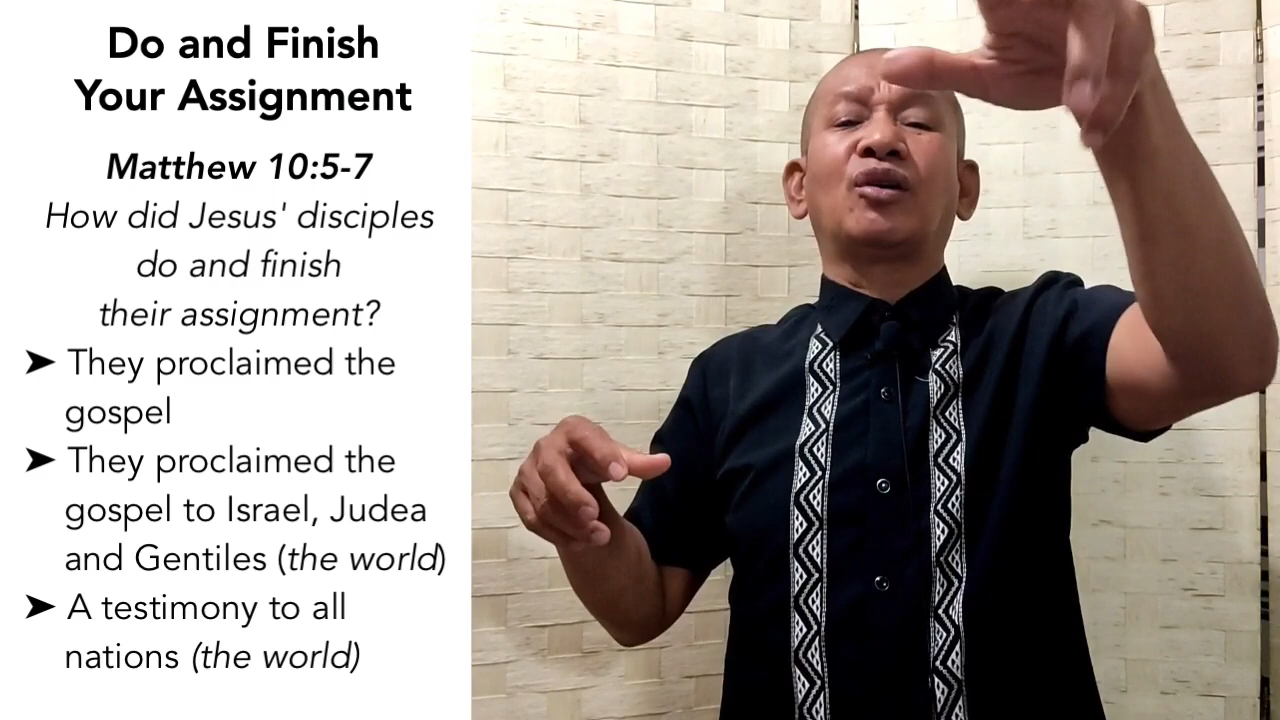 Do and Finish
Your Assignment
Matthew 10:5-7
How did Jesus' disciples
do and finish
their assignment?
➤ They proclaimed the
gospel
➤ They proclaimed the
gospel to Israel, Judea
and Gentiles (the world)
➤ A testimony to all
nations (the world)